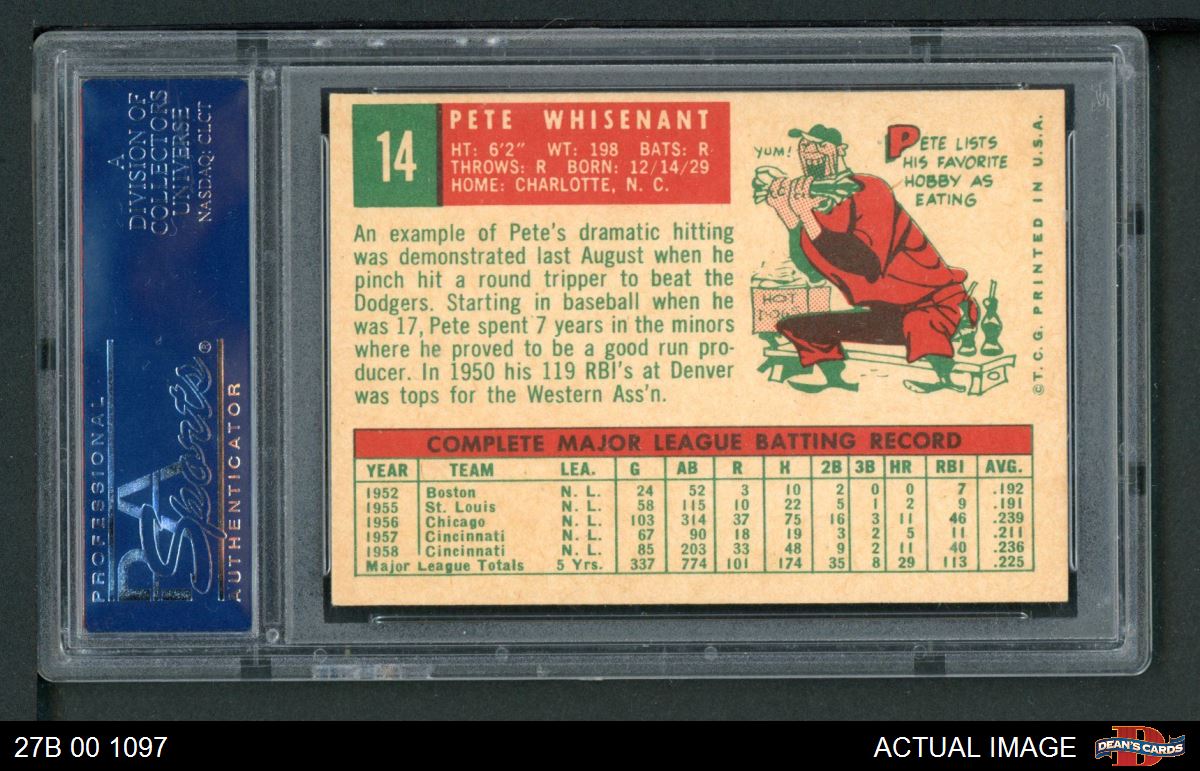 A
DIVISION OF
COLLECTORS
UNIVERSE
NASDAQ: CLCT
PROFESSIONAL
PSA
Sports®
AUTHENTICATOR
14
PETE WHISENANT
HT: 6'2" WT: 198 BATS: R
THROWS: R BORN: 12/14/29
HOME: CHARLOTTE, N. C.
An example of Pete's dramatic hitting
was demonstrated last August when he
pinch hit a round tripper to beat the
Dodgers. Starting in baseball when he
was 17, Pete spent 7 years in the minors
where he proved to be a good run pro-
ducer. In 1950 his 119 RBI's at Denver
was tops for the Western Ass'n.
YUM!
PETE LISTS
HIS FAVORITE
HOBBY AS
EATING
HOT
©T. C. G. PRINTED IN U.S.A.
COMPLETE MAJOR LEAGUE BATTING RECORD
YEAR TEAM LEA. G AB R H 2B 3B HR RBI AVG.
1952 Boston N. L. 24 52 3 10 2 0 0 7 .192
1955 St. Louis N. L. 58 115 10 22 5 1 2 9 .191
1956 Chicago N. L. 103 314 37 75 16 3 11 46 .239
1957 Cincinnati N. L. 67 90 18 19 3 2 5 11 .211
1958 Cincinnati N. L. 85 203 33 48 9 2 11 40 .236
Major League Totals 5 Yrs. 337 774 101 174 35 8 29 113 .225
27B 00 1097
ACTUAL IMAGE
D
DEAN'S CARDS